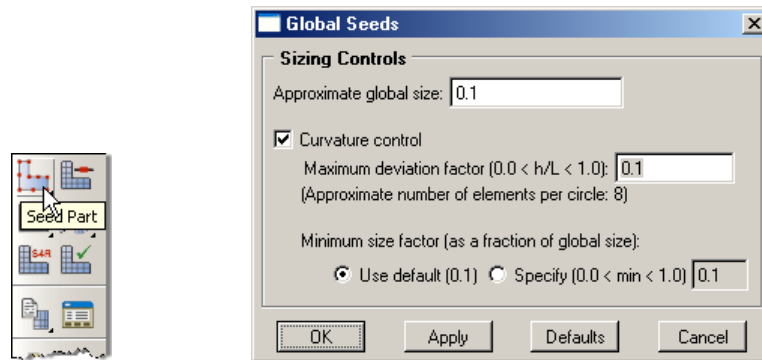 Global Seeds
Sizing Controls
Approximate global size: 0.1
Curvature control
Maximum deviation factor (0.0 < h/L < 1.0): 0.1
(Approximate number of elements per circle: 8)
Seed Part
S4R
Minimum size factor (as a fraction of global size):
Use default (0.1) Specify (0.0 < min < 1.0) 0.1
OK Apply Defaults Cancel